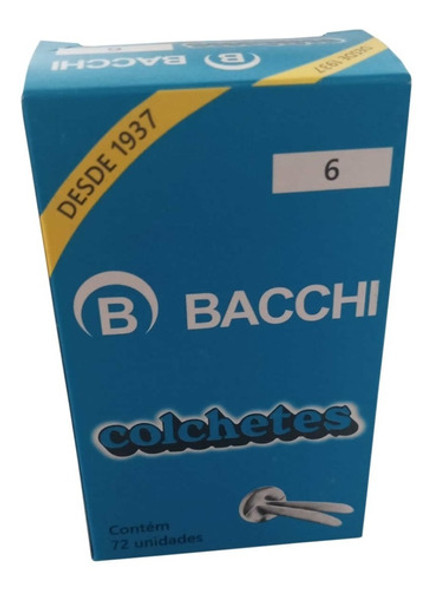 6
B BACCHI
DESDE 1937
DESDE 1937
6
B BACCHI
colchetes
Contém
72 unidades